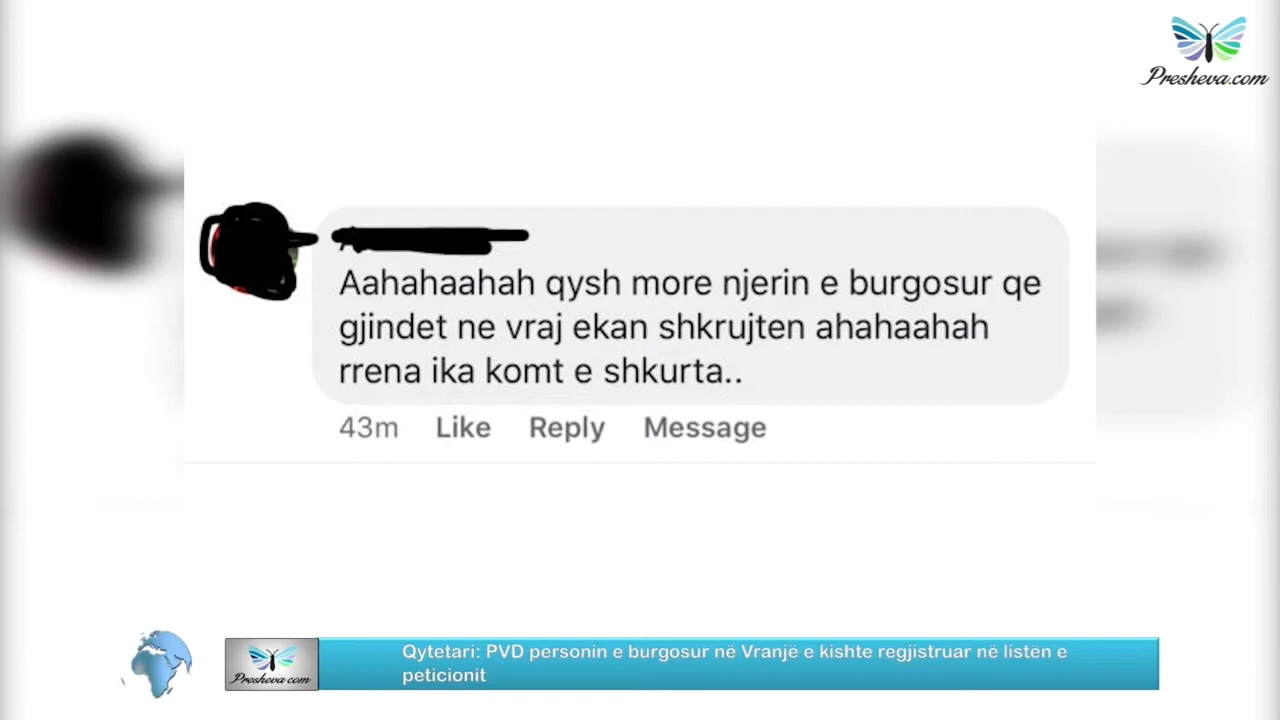 Presheva.com
Aahahaahah qysh more njerin e burgosur qe
gjindet ne vraj ekan shkrujten ahahaahah
rrena ika komt e shkurta..
43m Like Reply Message
Qytetari: PVD personin e burgosur në Vranjë e kishte regjistruar në listën e
peticionit
Presheva.com